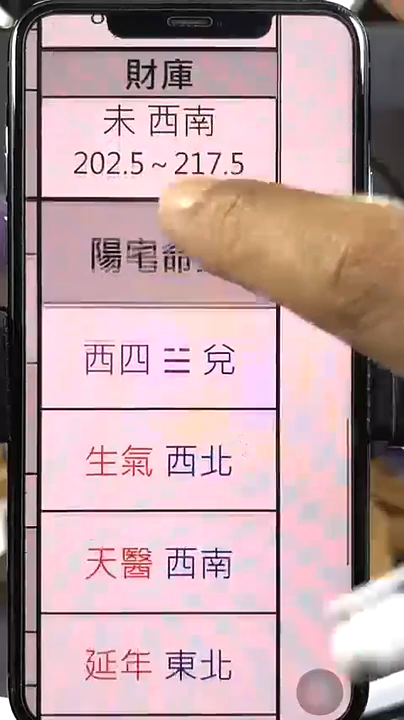 財庫
未 西南
202.5~217.5
陽宅命
西四 ☱ 兌
生氣 西北
天醫 西南
延年 東北